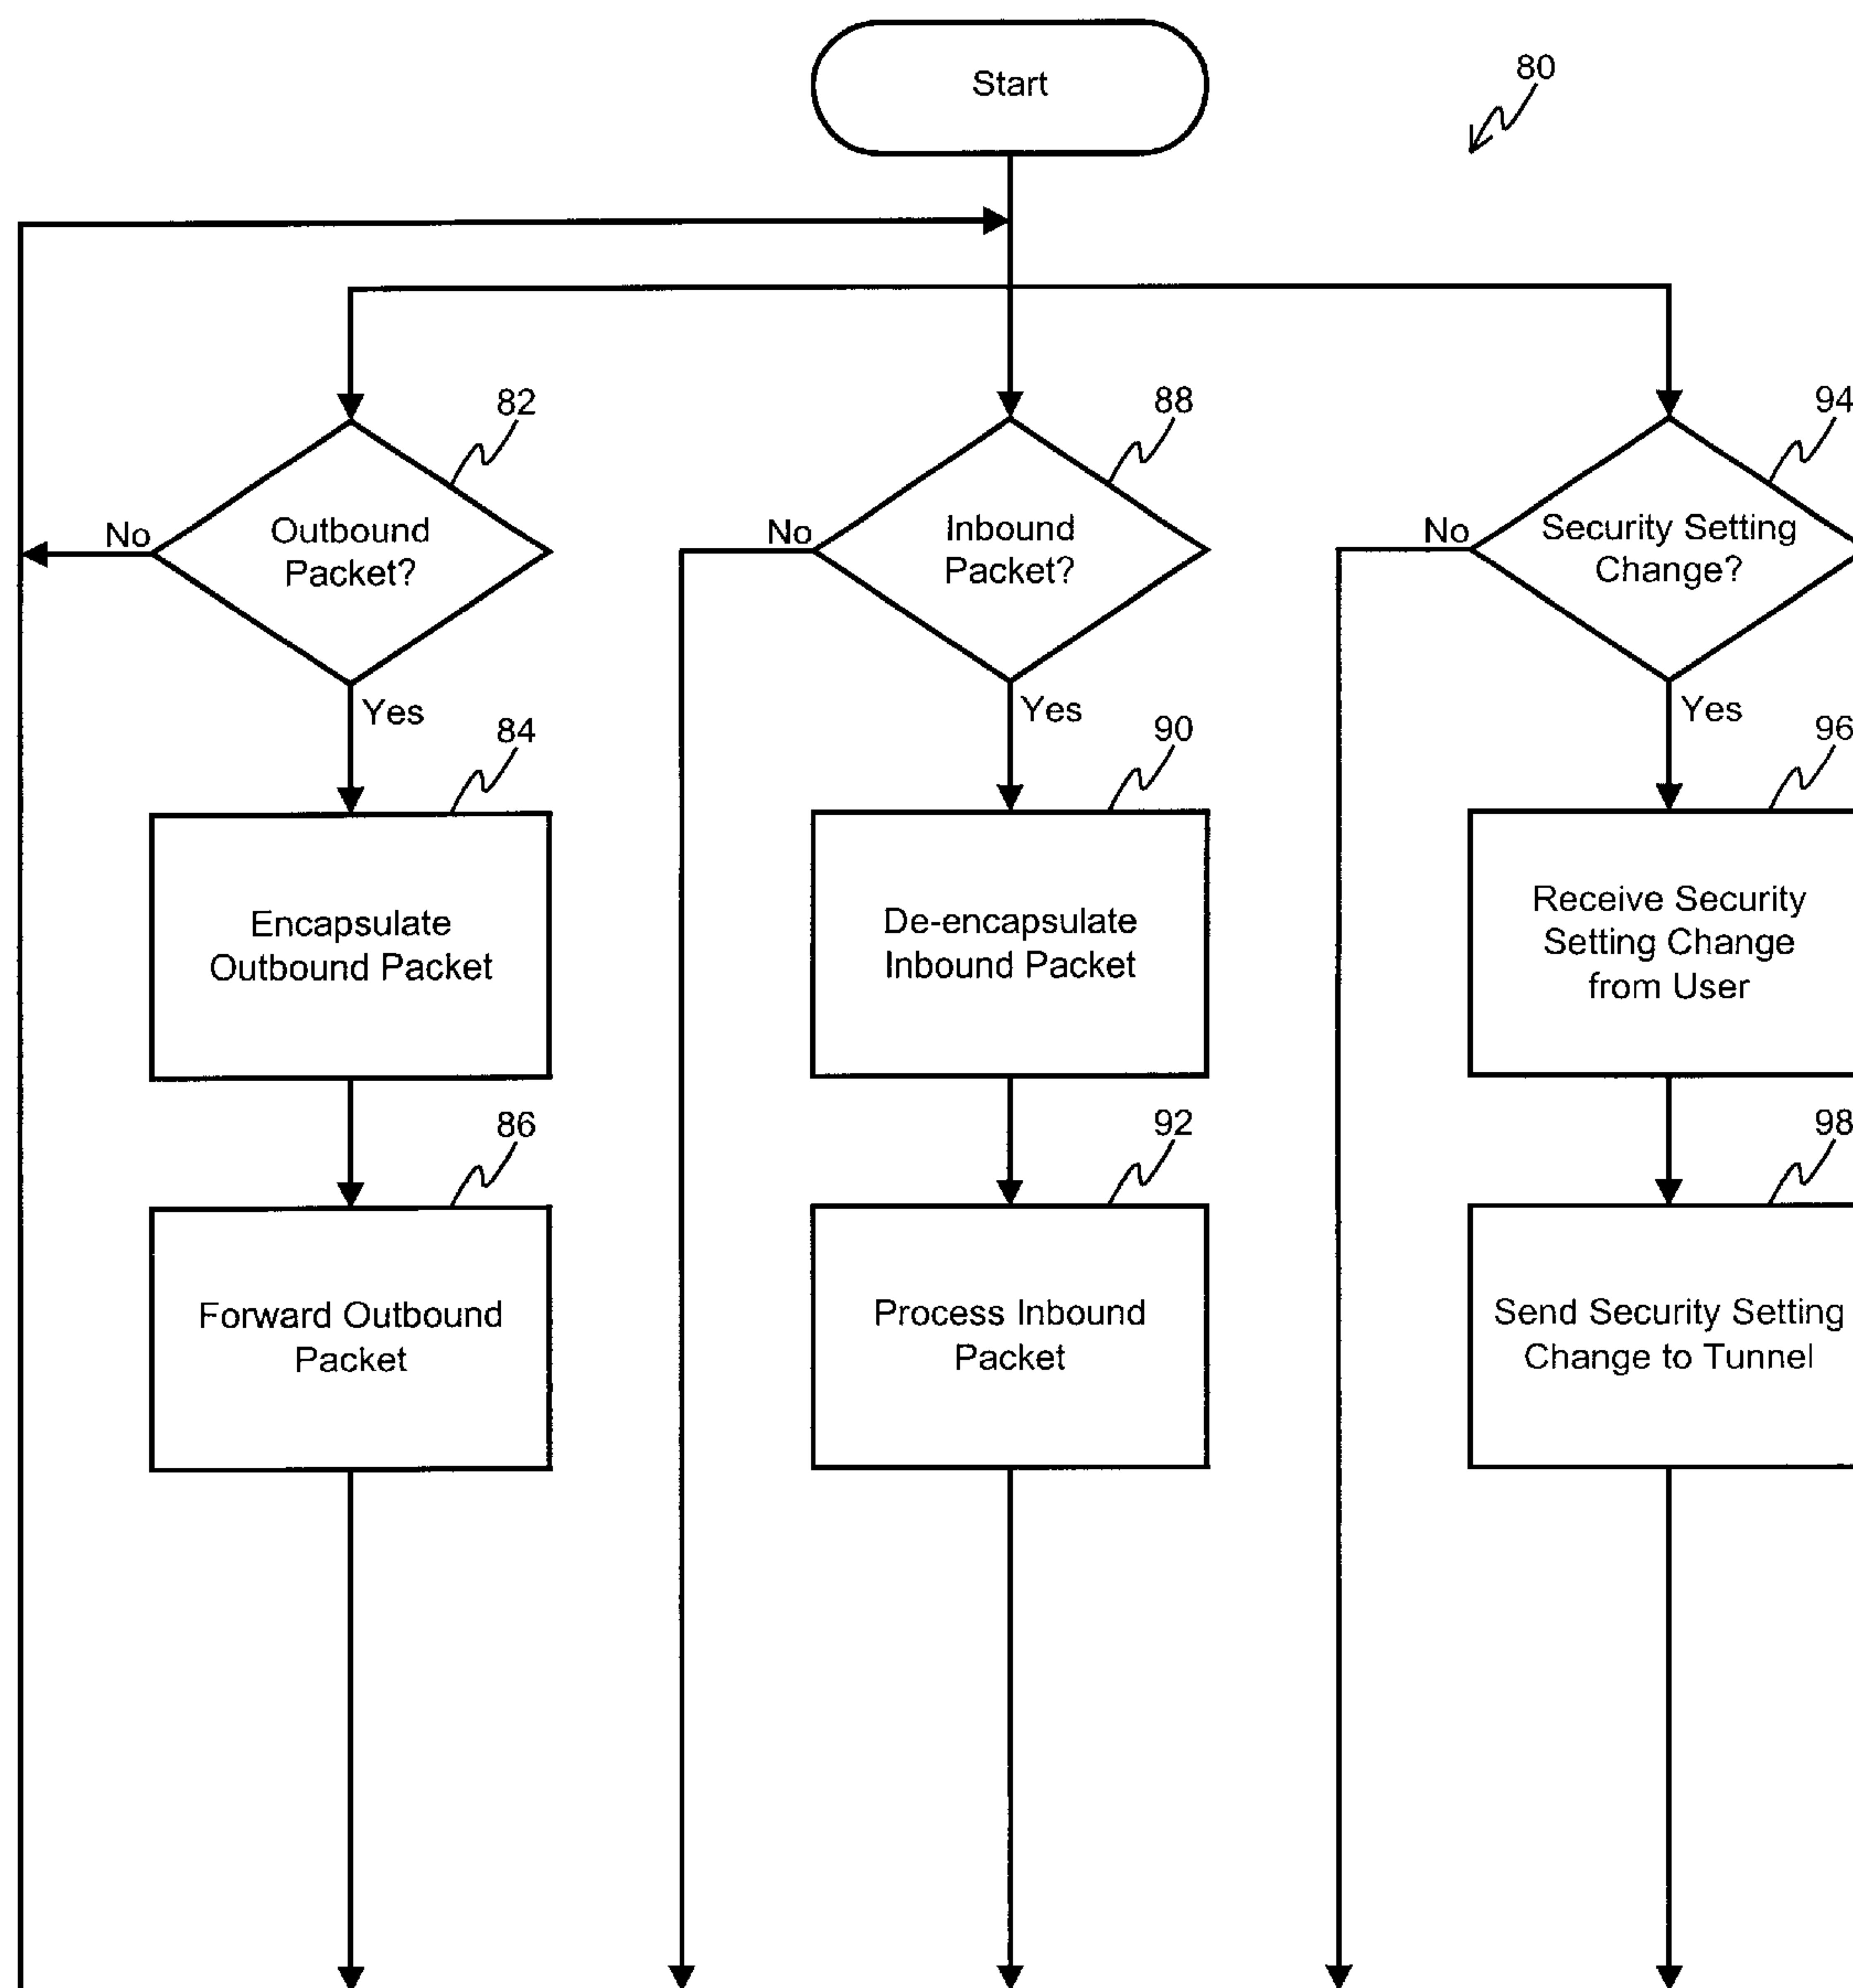 Start
80
82
88
94
No
Outbound
Packet?
No
Inbound
Packet?
No
Security Setting
Change?
Yes
Yes
Yes
84
90
96
Encapsulate
Outbound Packet
De-encapsulate
Inbound Packet
Receive Security
Setting Change
from User
86
92
98
Forward Outbound
Packet
Process Inbound
Packet
Send Security Setting
Change to Tunnel